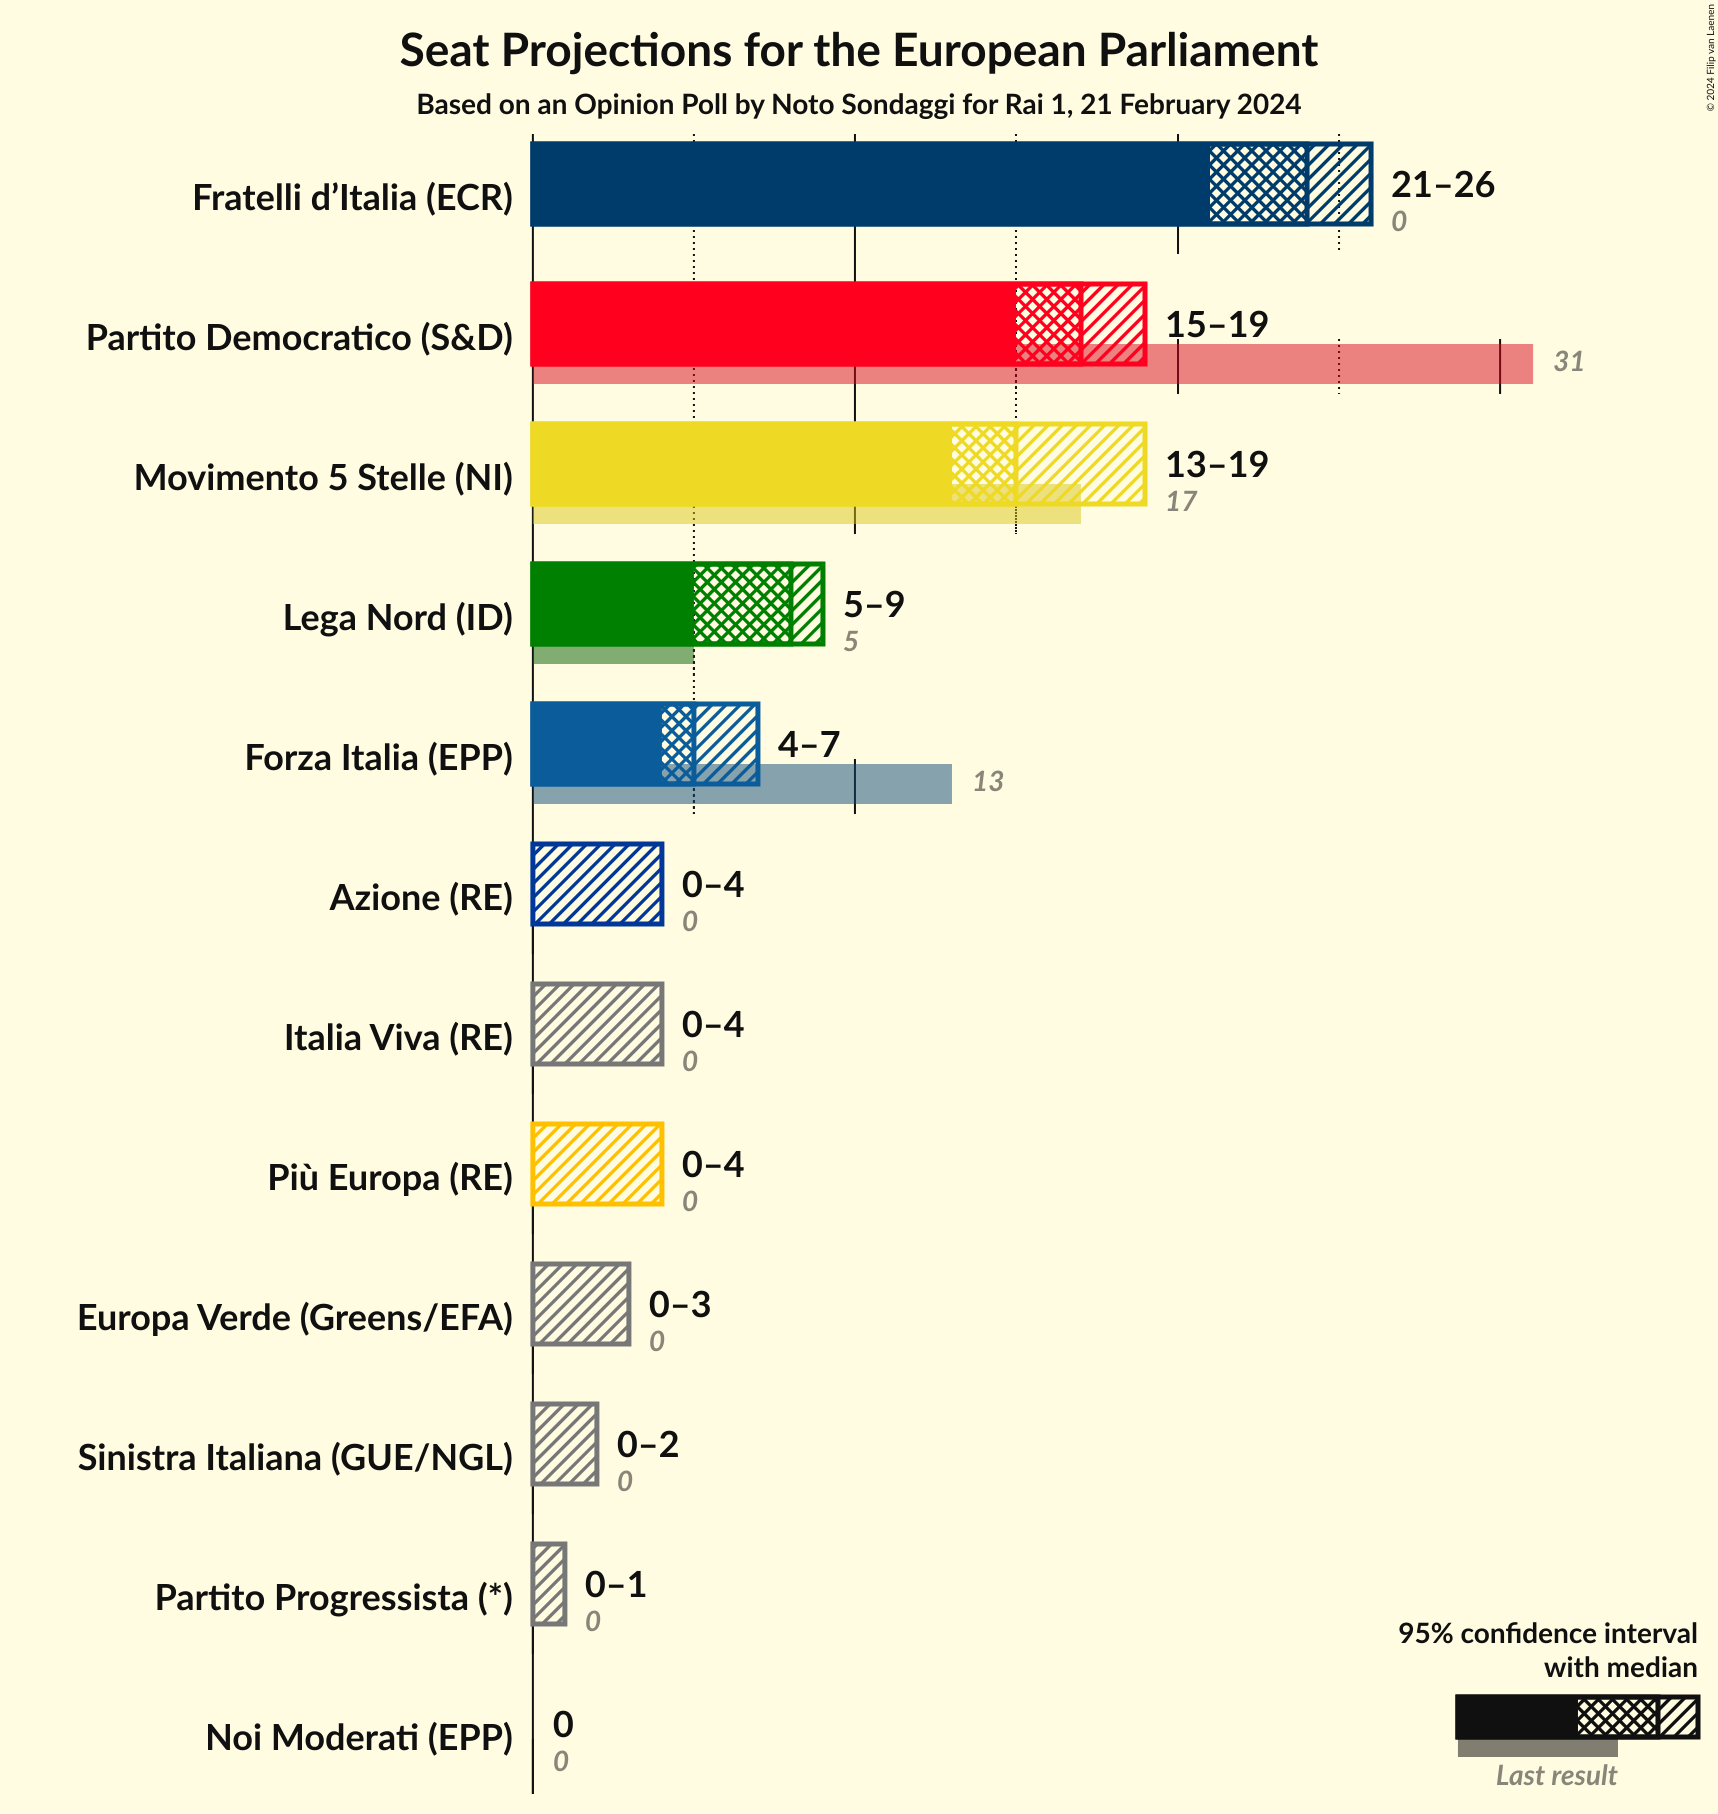 Seat Projections for the European Parliament
Based on an Opinion Poll by Noto Sondaggi for Rai 1, 21 February 2024
© 2024 Filip van Laenen
Fratelli d’Italia (ECR)
21–26
0
Partito Democratico (S&D)
15–19
31
Movimento 5 Stelle (NI)
13–19
17
Lega Nord (ID)
5–9
5
Forza Italia (EPP)
4–7
13
Azione (RE)
0–4
0
Italia Viva (RE)
0–4
0
Più Europa (RE)
0–4
0
Europa Verde (Greens/EFA)
0–3
0
Sinistra Italiana (GUE/NGL)
0–2
0
Partito Progressista (*)
0–1
0
Noi Moderati (EPP)
0
0
95% confidence interval
with median
Last result